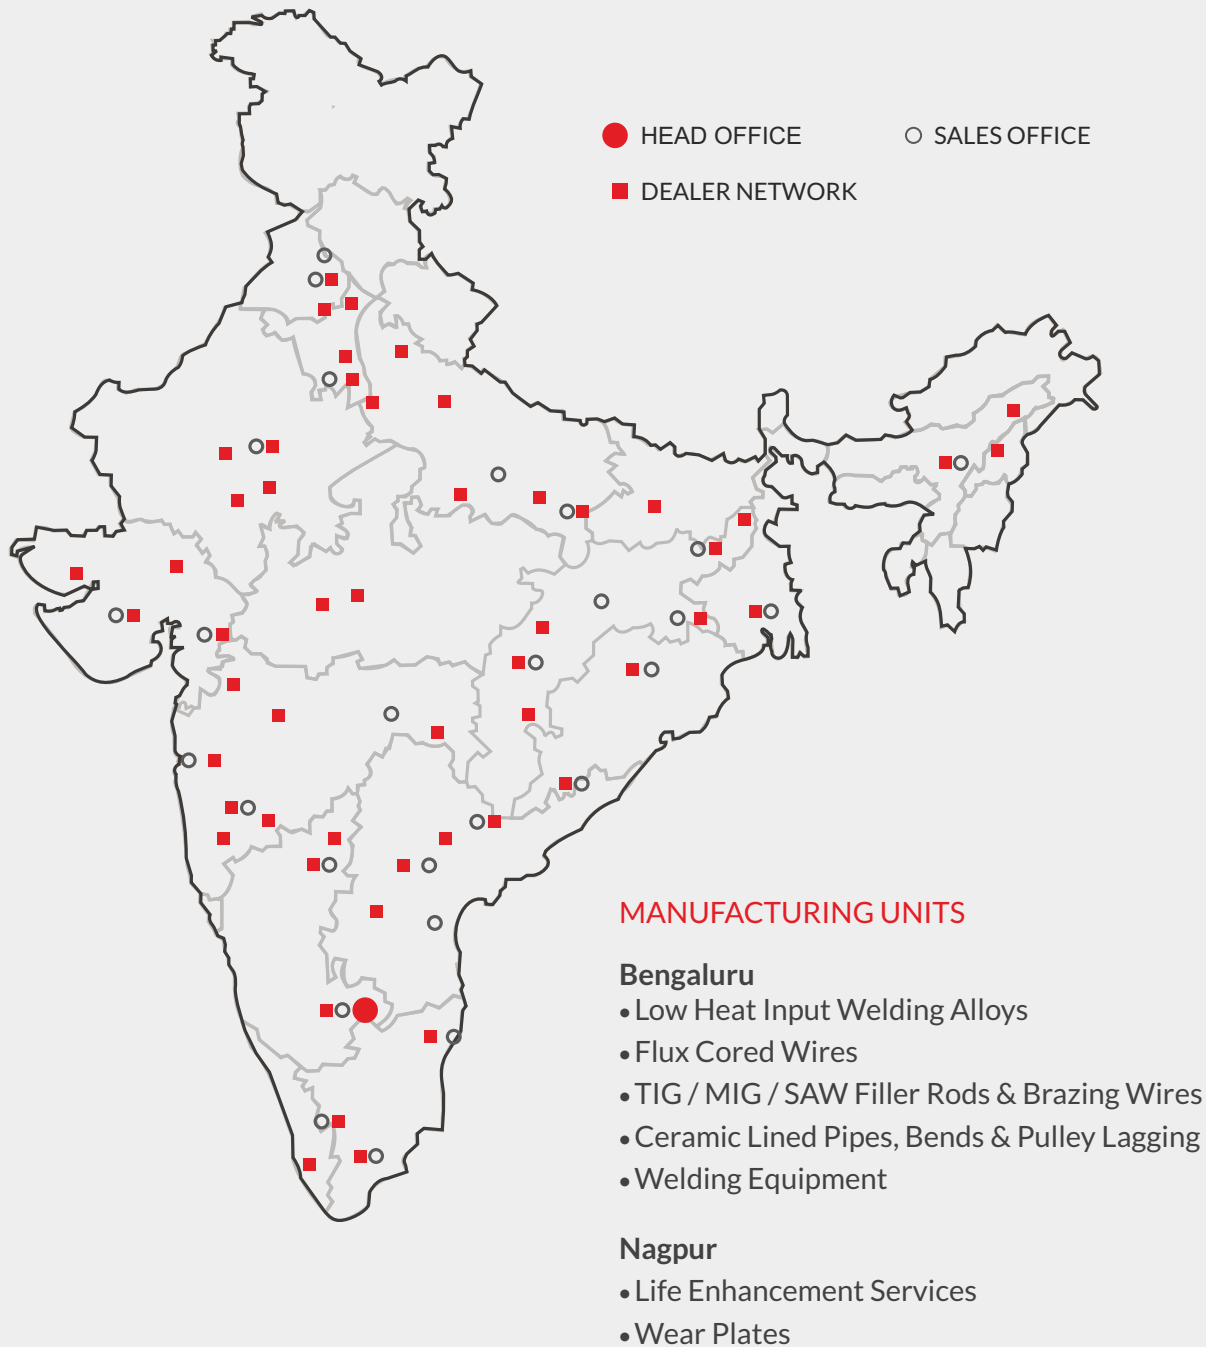 HEAD OFFICE
SALES OFFICE
DEALER NETWORK
MANUFACTURING UNITS
Bengaluru
• Low Heat Input Welding Alloys
• Flux Cored Wires
• TIG / MIG / SAW Filler Rods & Brazing Wires
• Ceramic Lined Pipes, Bends & Pulley Lagging
• Welding Equipment
Nagpur
• Life Enhancement Services
• Wear Plates